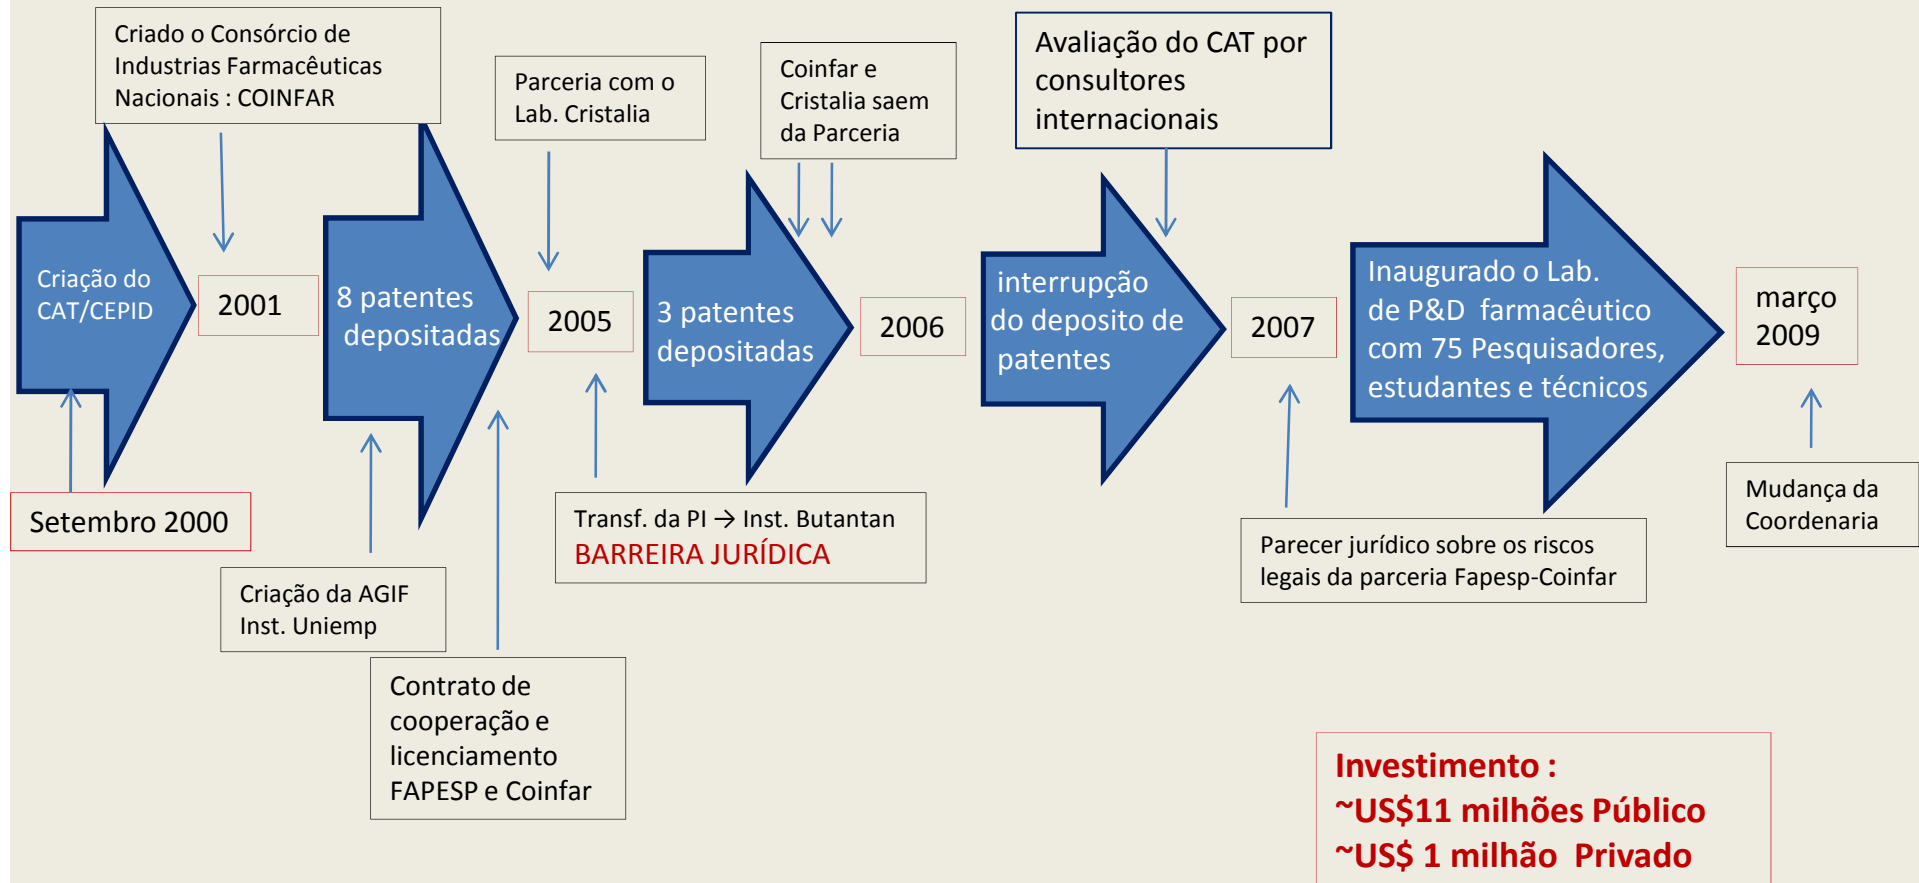 Criado o Consórcio de
Industrias Farmacêuticas
Nacionais : COINFAR
Parceria com o
Lab. Cristalia
Coinfar e
Cristalia saem
da Parceria
Avaliação do CAT por
consultores
internacionais
Criação do
CAT/CEPID
2001
8 patentes
depositadas
2005
3 patentes
depositadas
2006
interrupção
do deposito de
patentes
2007
Inaugurado o Lab.
de P&D farmacêutico
com 75 Pesquisadores,
estudantes e técnicos
março
2009
Setembro 2000
Criação da AGIF
Inst. Uniemp
Contrato de
cooperação e
licenciamento
FAPESP e Coinfar
Transf. da PI → Inst. Butantan
BARREIRA JURÍDICA
Parecer jurídico sobre os riscos
legais da parceria Fapesp-Coinfar
Mudança da
Coordenaria
Investimento :
~US$11 milhões Público
~US$ 1 milhão Privado